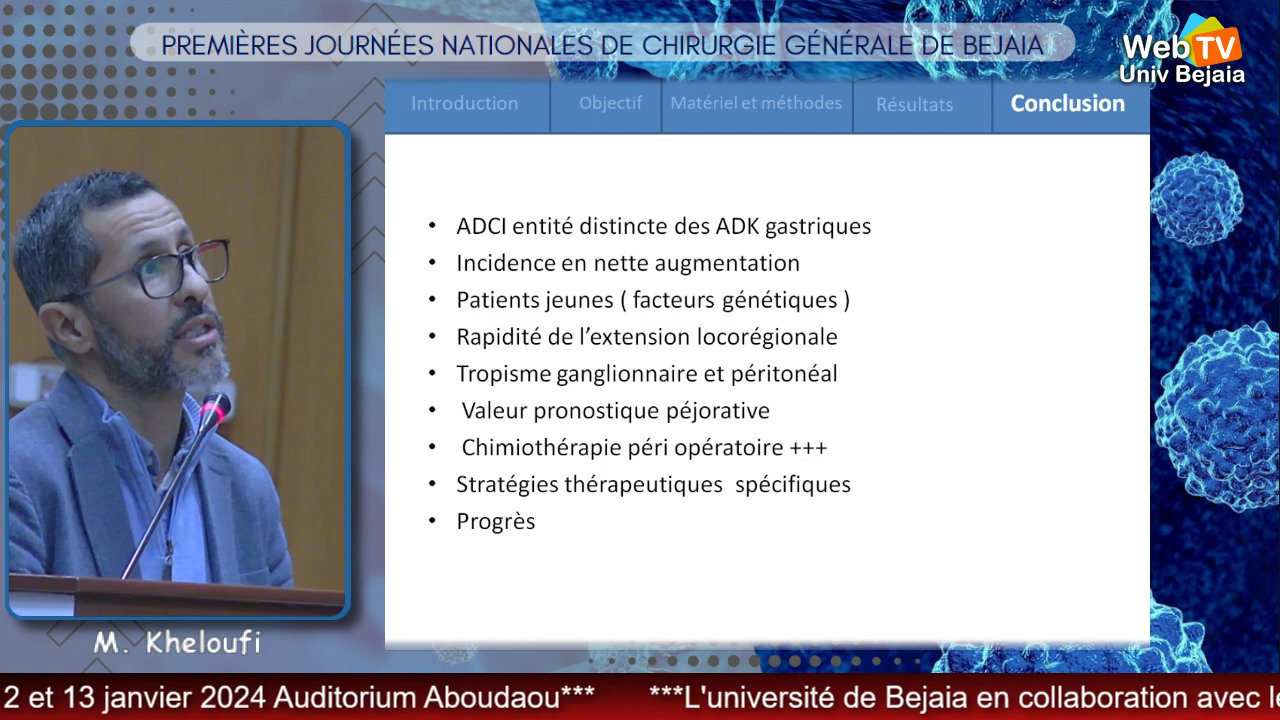 PREMIÈRES JOURNÉES NATIONALES DE CHIRURGIE GÉNÉRALE DE BEJAIA
Web TV
Univ Bejaia
Introduction
Objectif
Matériel et méthodes
Résultats
Conclusion
• ADCI entité distincte des ADK gastriques
• Incidence en nette augmentation
• Patients jeunes ( facteurs génétiques )
• Rapidité de l’extension locorégionale
• Tropisme ganglionnaire et péritonéal
• Valeur pronostique péjorative
• Chimiothérapie péri opératoire +++
• Stratégies thérapeutiques spécifiques
• Progrès
M. Kheloufi
2 et 13 janvier 2024 Auditorium Aboudaou*** ***L'université de Bejaia en collaboration avec le